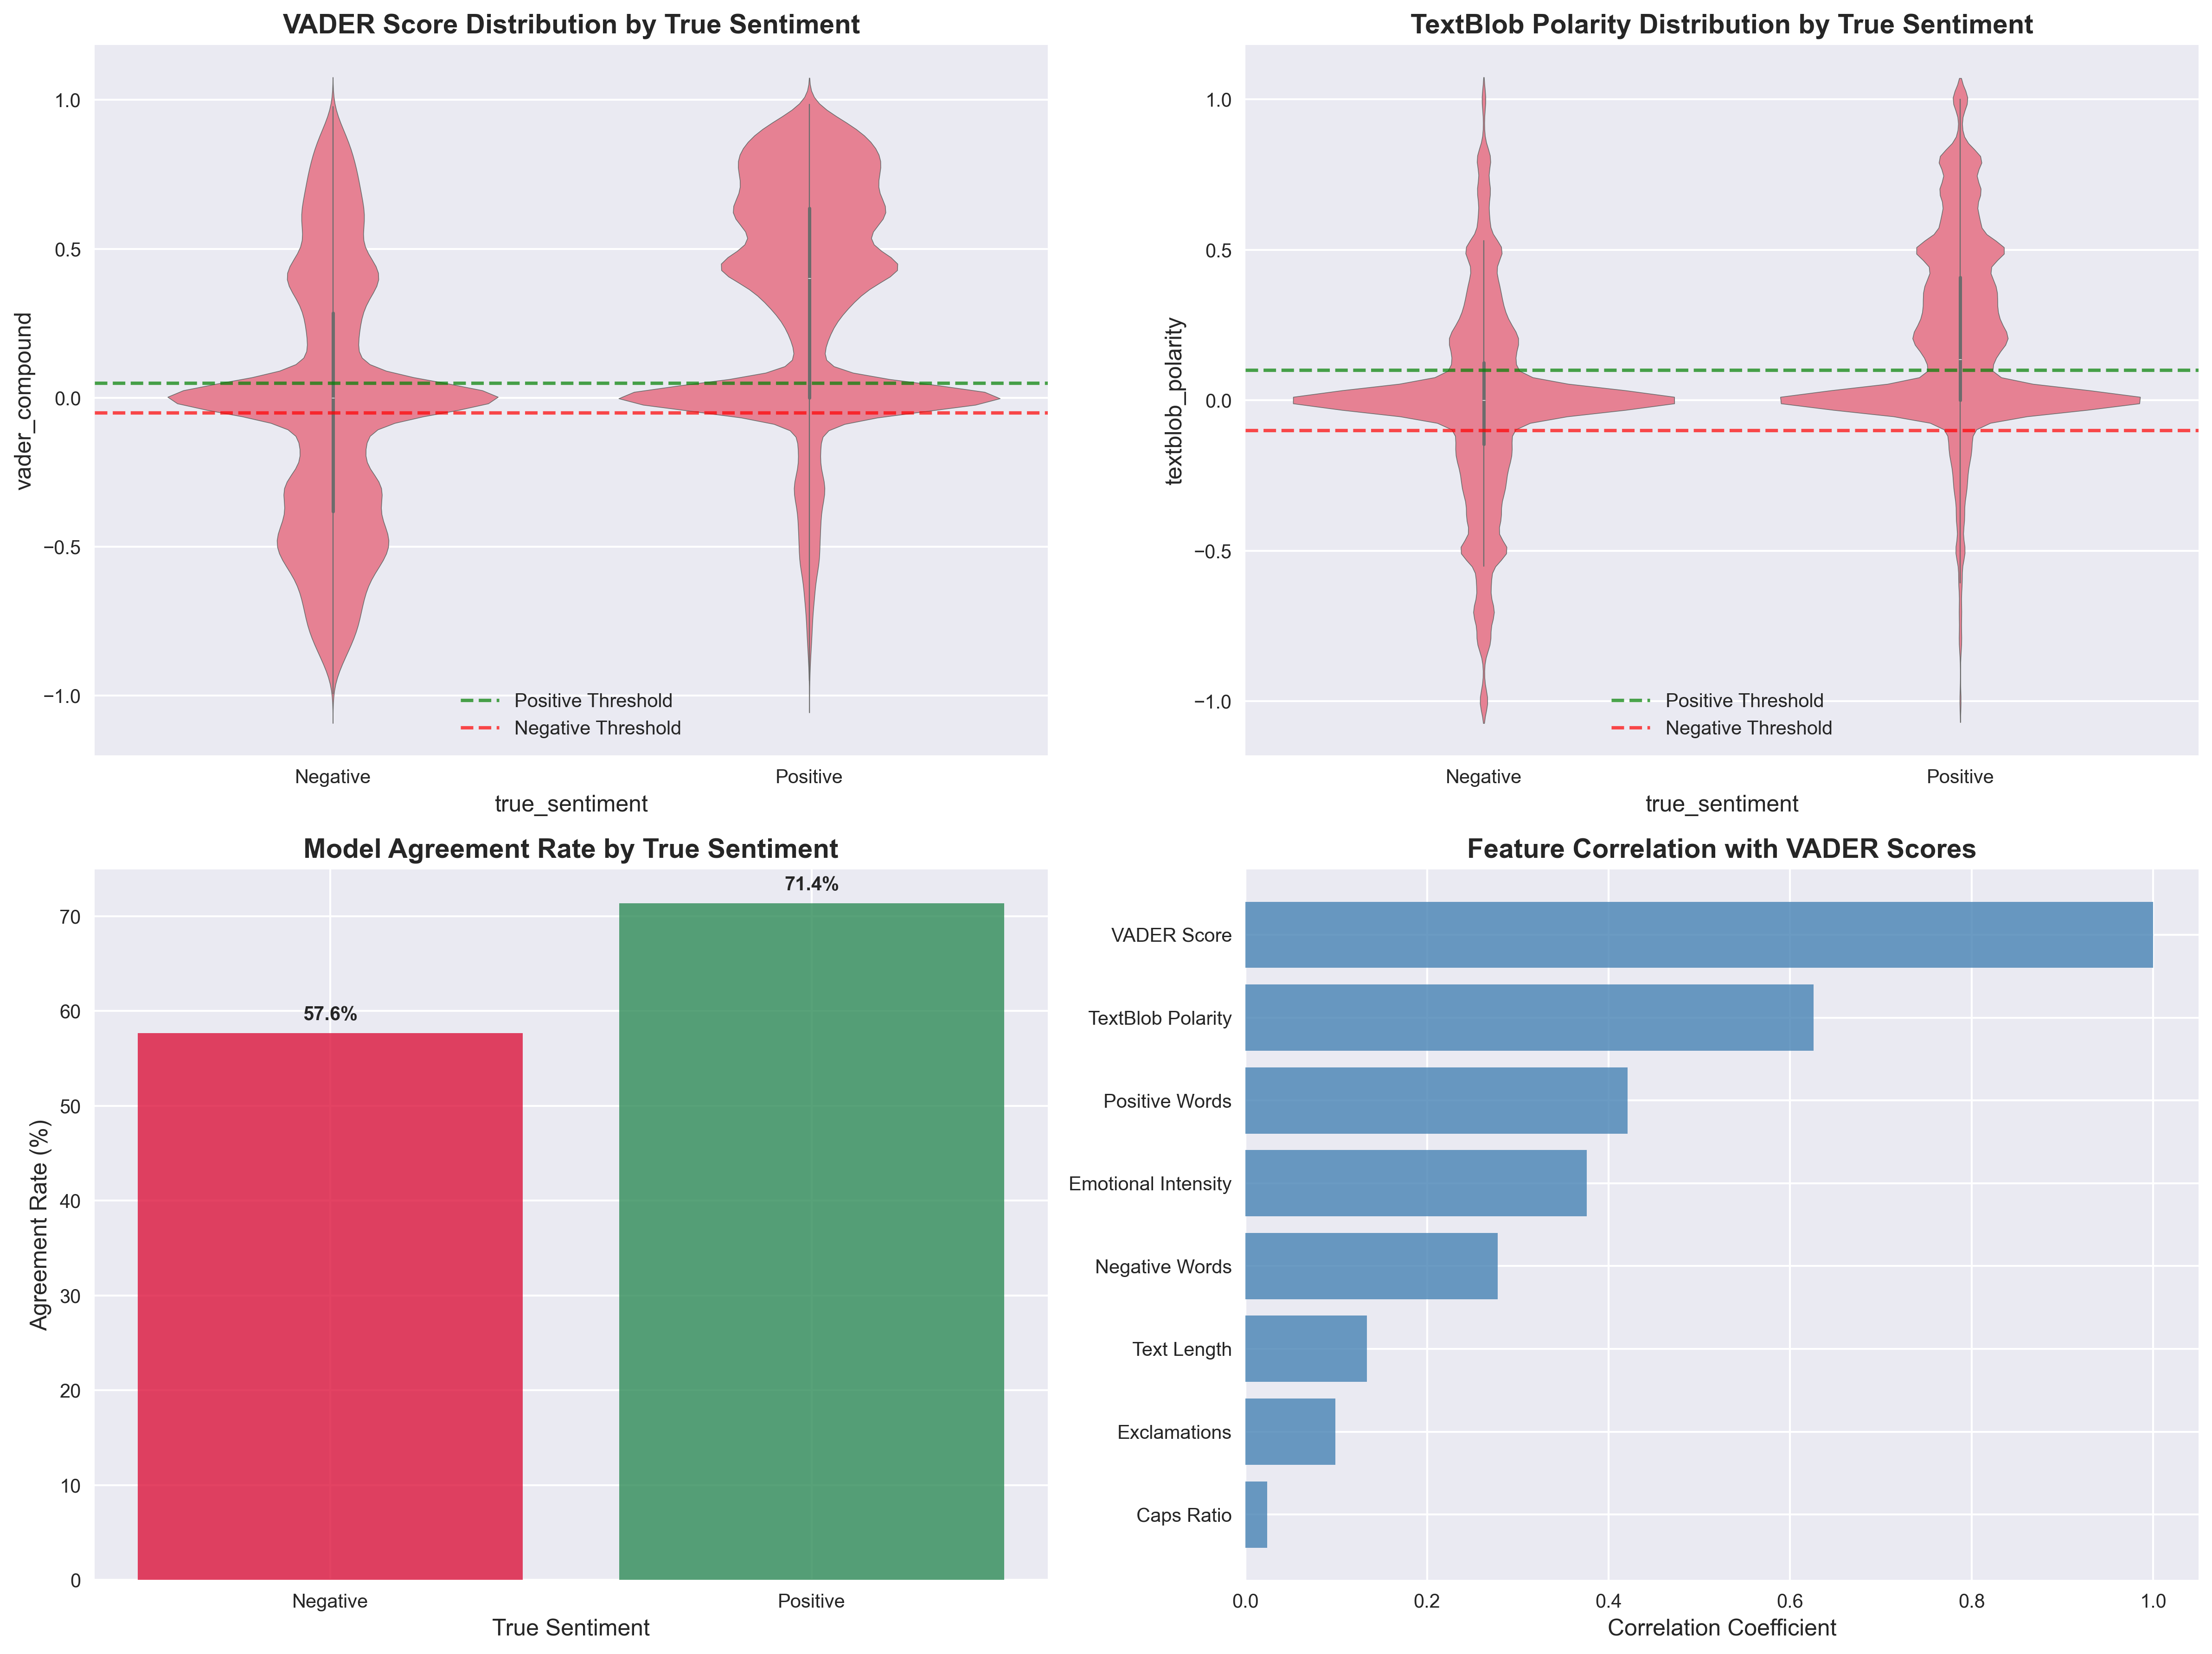 VADER Score Distribution by True Sentiment
vader_compound
1.0
0.5
0.0
−0.5
−1.0
Positive Threshold
Negative Threshold
Negative
Positive
true_sentiment
TextBlob Polarity Distribution by True Sentiment
textblob_polarity
1.0
0.5
0.0
−0.5
−1.0
Positive Threshold
Negative Threshold
Negative
Positive
true_sentiment
Model Agreement Rate by True Sentiment
Agreement Rate (%)
70
60
50
40
30
20
10
0
57.6%
71.4%
Negative
Positive
True Sentiment
Feature Correlation with VADER Scores
VADER Score
TextBlob Polarity
Positive Words
Emotional Intensity
Negative Words
Text Length
Exclamations
Caps Ratio
0.0
0.2
0.4
0.6
0.8
1.0
Correlation Coefficient